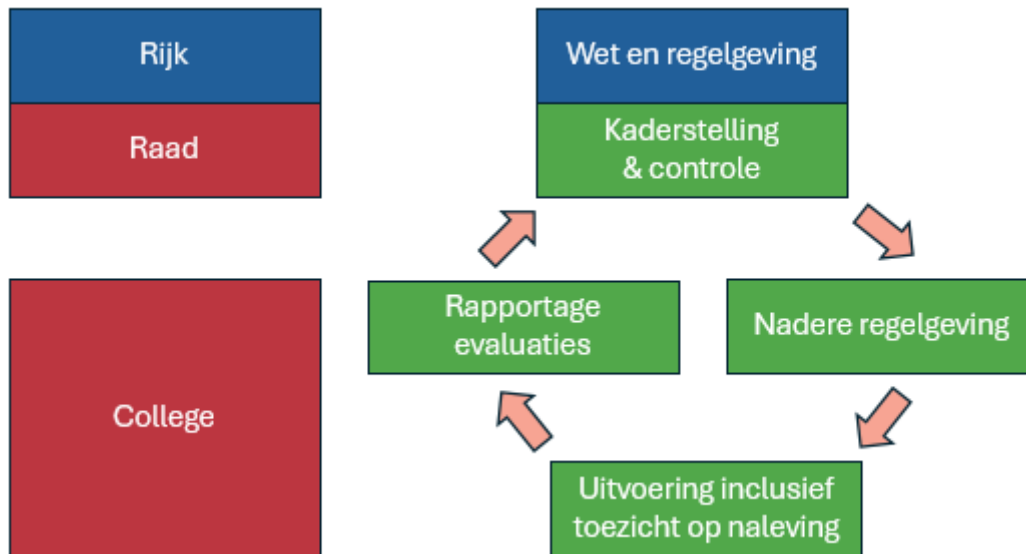 Rijk
Wet en regelgeving
Raad
Kaderstelling
& controle
Rapportage
evaluaties
Nadere regelgeving
College
Uitvoering inclusief
toezicht op naleving